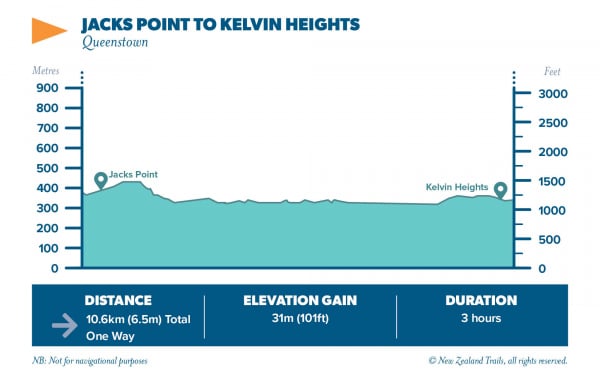 JACKS POINT TO KELVIN HEIGHTS
Queenstown
Metres
Feet
900
800
700
600
500
400
300
200
100
0
3000
2500
2000
1500
1000
500
0
Jacks Point
Kelvin Heights
DISTANCE
10.6km (6.5m) Total
One Way
ELEVATION GAIN
31m (101ft)
DURATION
3 hours
NB: Not for navigational purposes
© New Zealand Trails, all rights reserved.